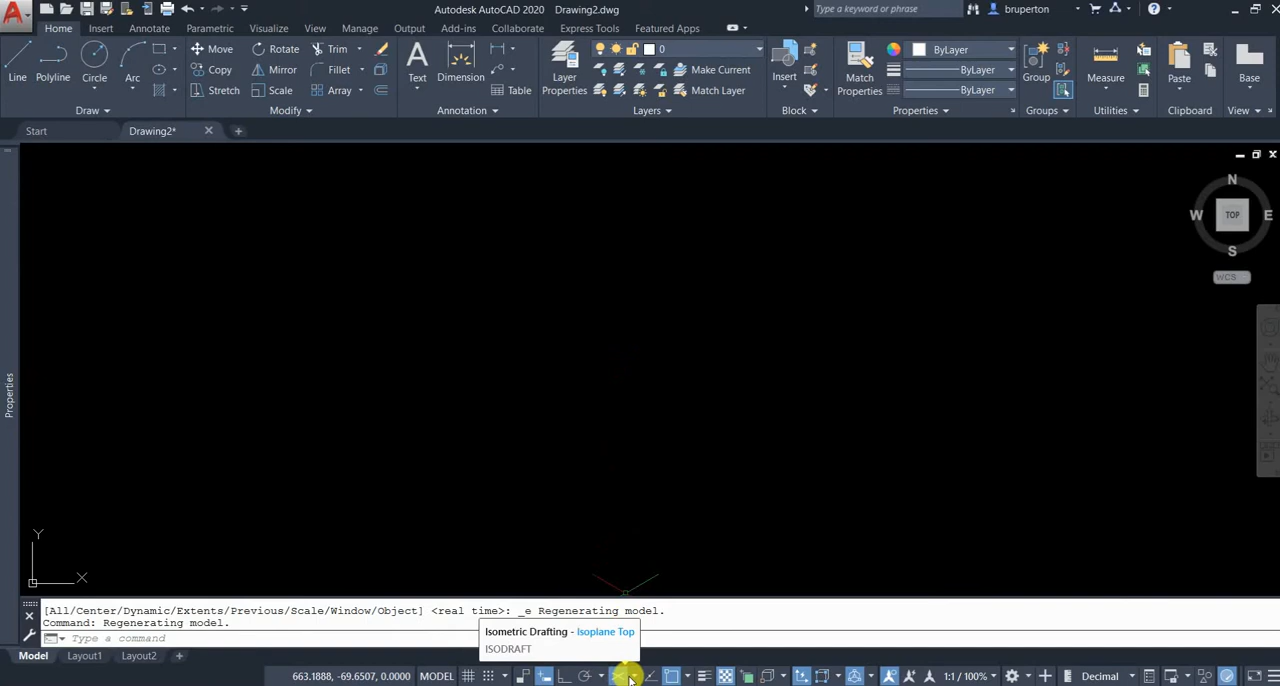 Autodesk AutoCAD 2020 Drawing2.dwg
Type a keyword or phrase
bruperton
Home Insert Annotate Parametric Visualize View Manage Output Add-ins Collaborate Express Tools Featured Apps
Line Polyline Circle Arc
Move Rotate Trim
Copy Mirror Fillet
Stretch Scale Array
Text Dimension Table
Layer Properties
0
Make Current
Match Layer
Insert
Match Properties
ByLayer
ByLayer
ByLayer
Group
Measure
Paste
Base
Draw Modify Annotation Layers Block Properties Groups Utilities Clipboard View
Start Drawing2*
N
W TOP E
S
WCS
Properties
Y
X
[All/Center/Dynamic/Extents/Previous/Scale/Window/Object] <real time>: _e Regenerating model.
Command: Regenerating model.
Type a command
Isometric Drafting - isoplane Top
ISODRAFT
Model Layout1 Layout2
663.1888, -69.6507, 0.0000 MODEL 1:1 / 100% Decimal